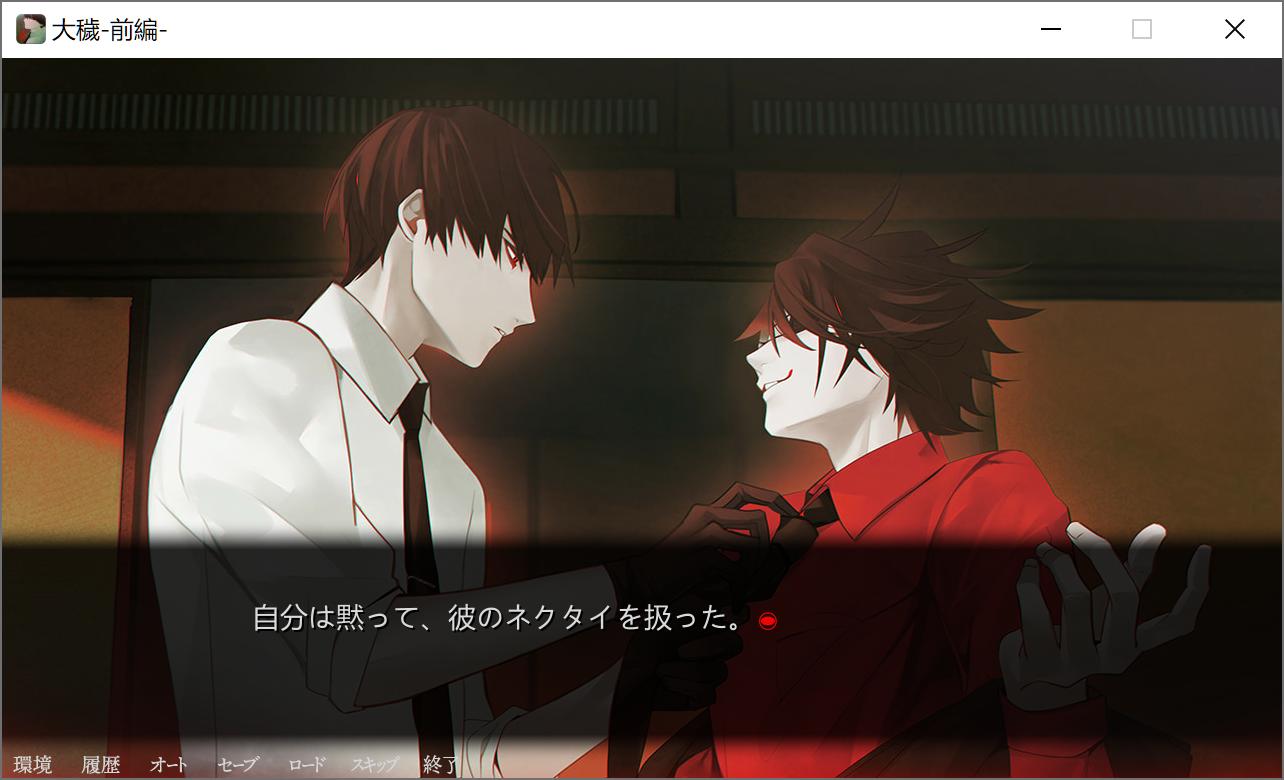 大穢-前編-
自分は黙って、彼のネクタイを扱った。
環境 履歴 オート セーブ ロード スキップ 終了